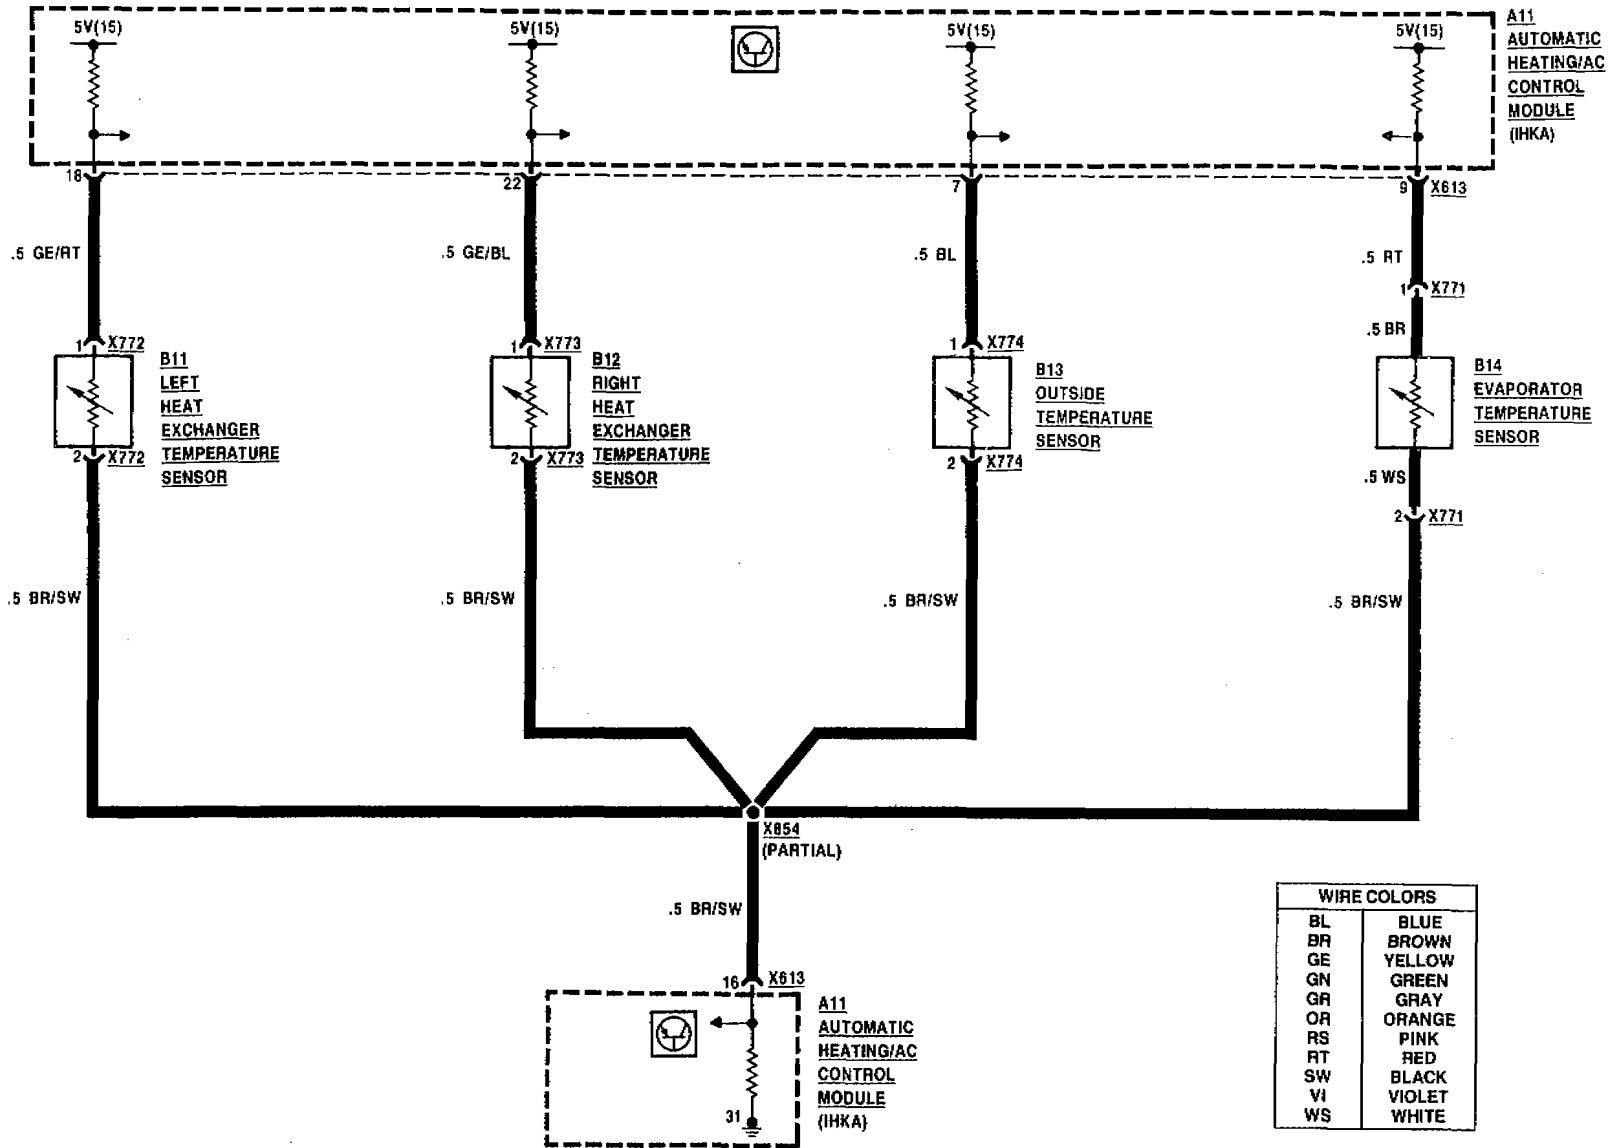 5V(15)
5V(15)
5V(15)
5V(15)
A11
AUTOMATIC
HEATING/AC
CONTROL
MODULE
(IHKA)
18
22
7
9
X613
.5 GE/RT
.5 GE/BL
.5 BL
.5 RT
1
X771
.5 BR
1
X772
1
X773
1
X774
B11
LEFT
HEAT
EXCHANGER
TEMPERATURE
SENSOR
B12
RIGHT
HEAT
EXCHANGER
TEMPERATURE
SENSOR
B13
OUTSIDE
TEMPERATURE
SENSOR
B14
EVAPORATOR
TEMPERATURE
SENSOR
2
X772
2
X773
2
X774
.5 WS
2
X771
.5 BR/SW
.5 BR/SW
.5 BR/SW
.5 BR/SW
X854
(PARTIAL)
.5 BR/SW
16
X613
A11
AUTOMATIC
HEATING/AC
CONTROL
MODULE
(IHKA)
31
WIRE COLORS
BL BLUE
BR BROWN
GE YELLOW
GN GREEN
GR GRAY
OR ORANGE
RS PINK
RT RED
SW BLACK
VI VIOLET
WS WHITE